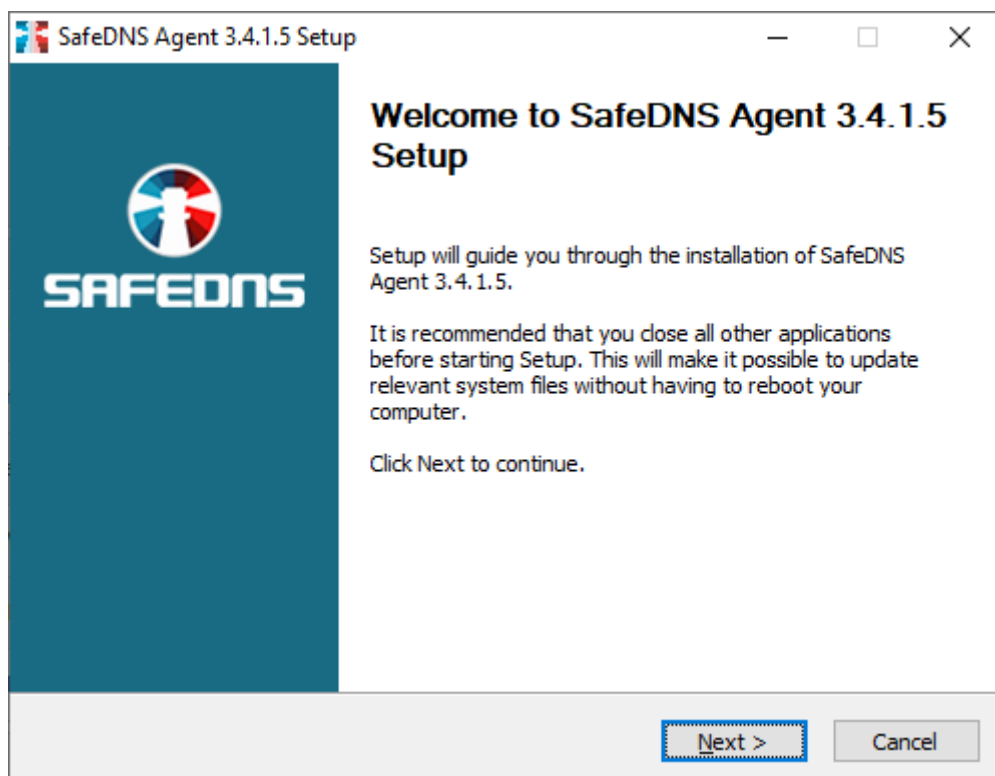 SafeDNS Agent 3.4.1.5 Setup
Welcome to SafeDNS Agent 3.4.1.5
Setup
SAFEDNS
Setup will guide you through the installation of SafeDNS
Agent 3.4.1.5.
It is recommended that you close all other applications
before starting Setup. This will make it possible to update
relevant system files without having to reboot your
computer.
Click Next to continue.
Next >
Cancel